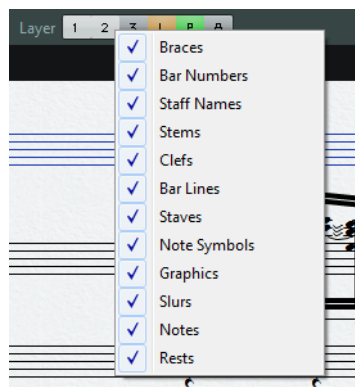 Layer 1 2 3 L P A
Braces
Bar Numbers
Staff Names
Stems
Clefs
Bar Lines
Staves
Note Symbols
Graphics
Slurs
Notes
Rests